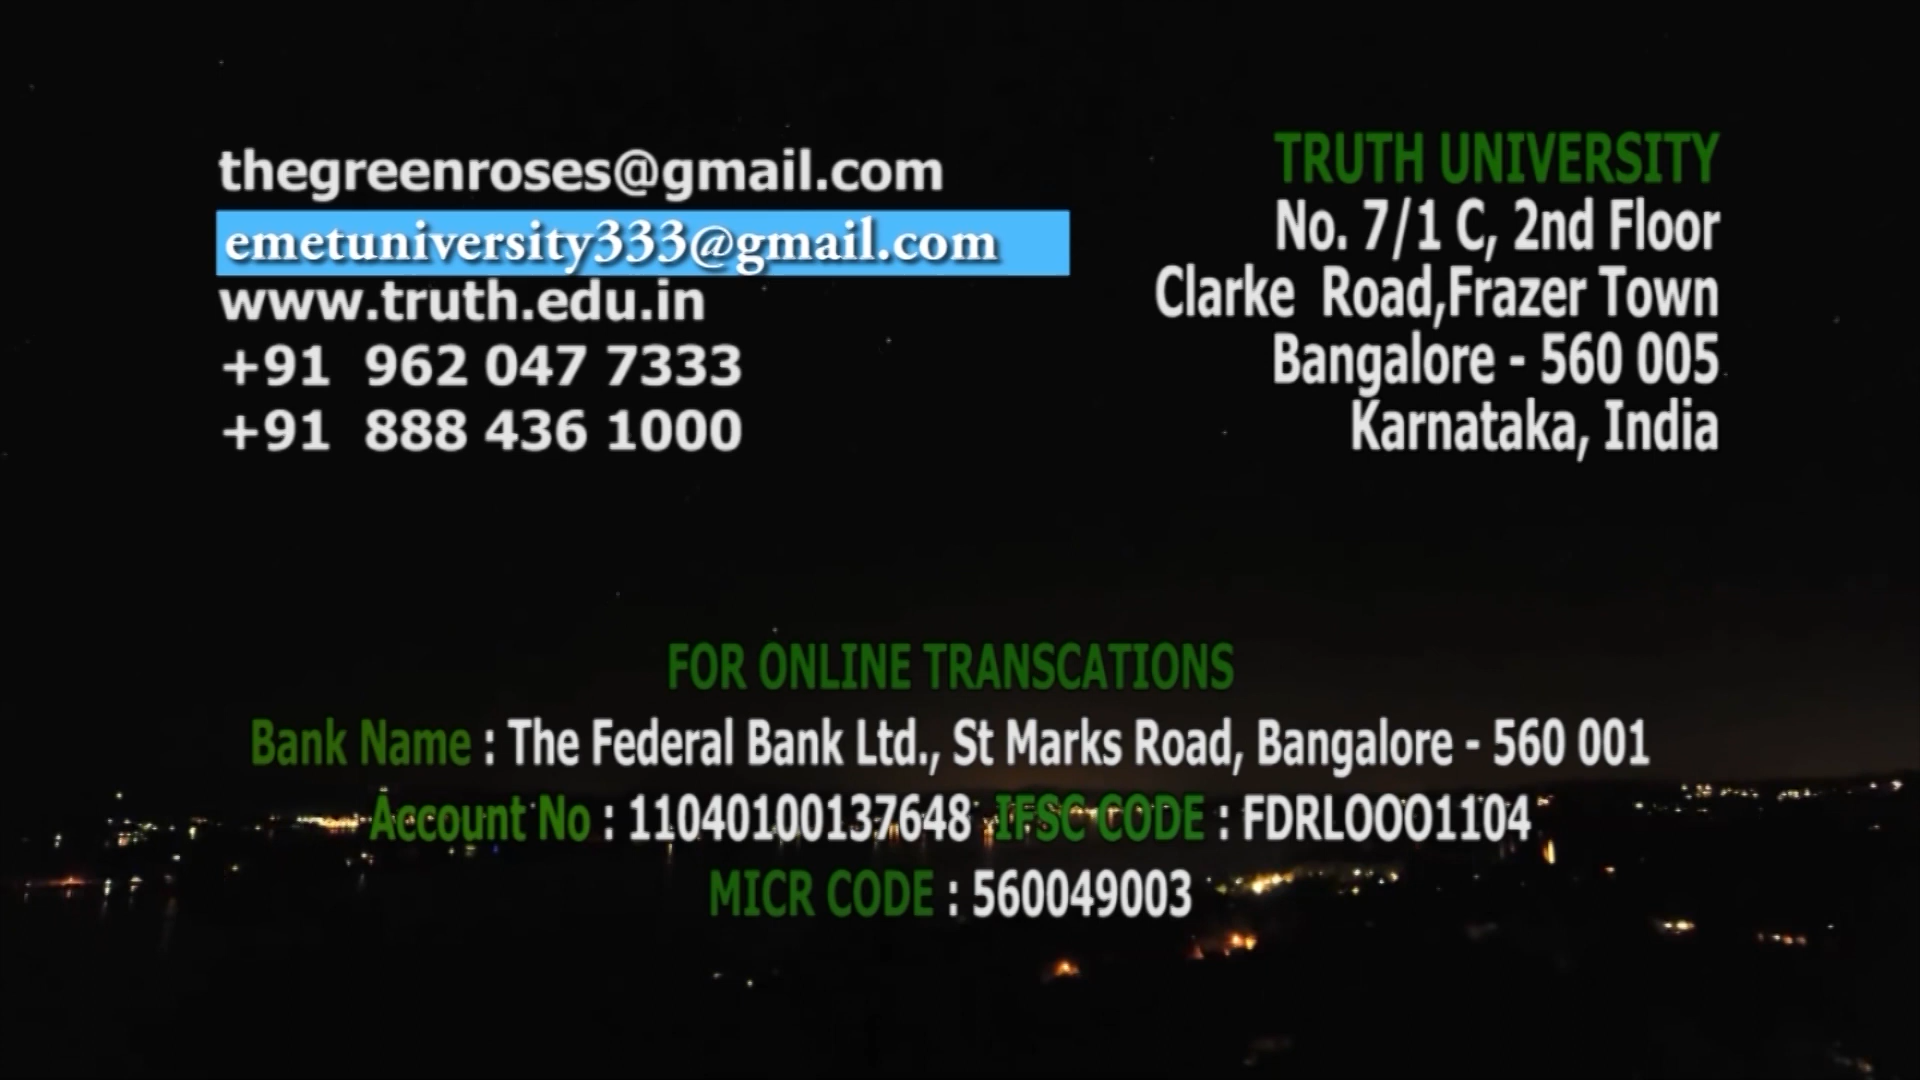 thegreenroses@gmail.com
emetuniversity333@gmail.com
www.truth.edu.in
+91 962 047 7333
+91 888 436 1000
TRUTH UNIVERSITY
No. 7/1 C, 2nd Floor
Clarke Road,Frazer Town
Bangalore - 560 005
Karnataka, India
FOR ONLINE TRANSCATIONS
Bank Name : The Federal Bank Ltd., St Marks Road, Bangalore - 560 001
Account No : 11040100137648 IFSC CODE : FDRLOOO1104
MICR CODE : 560049003